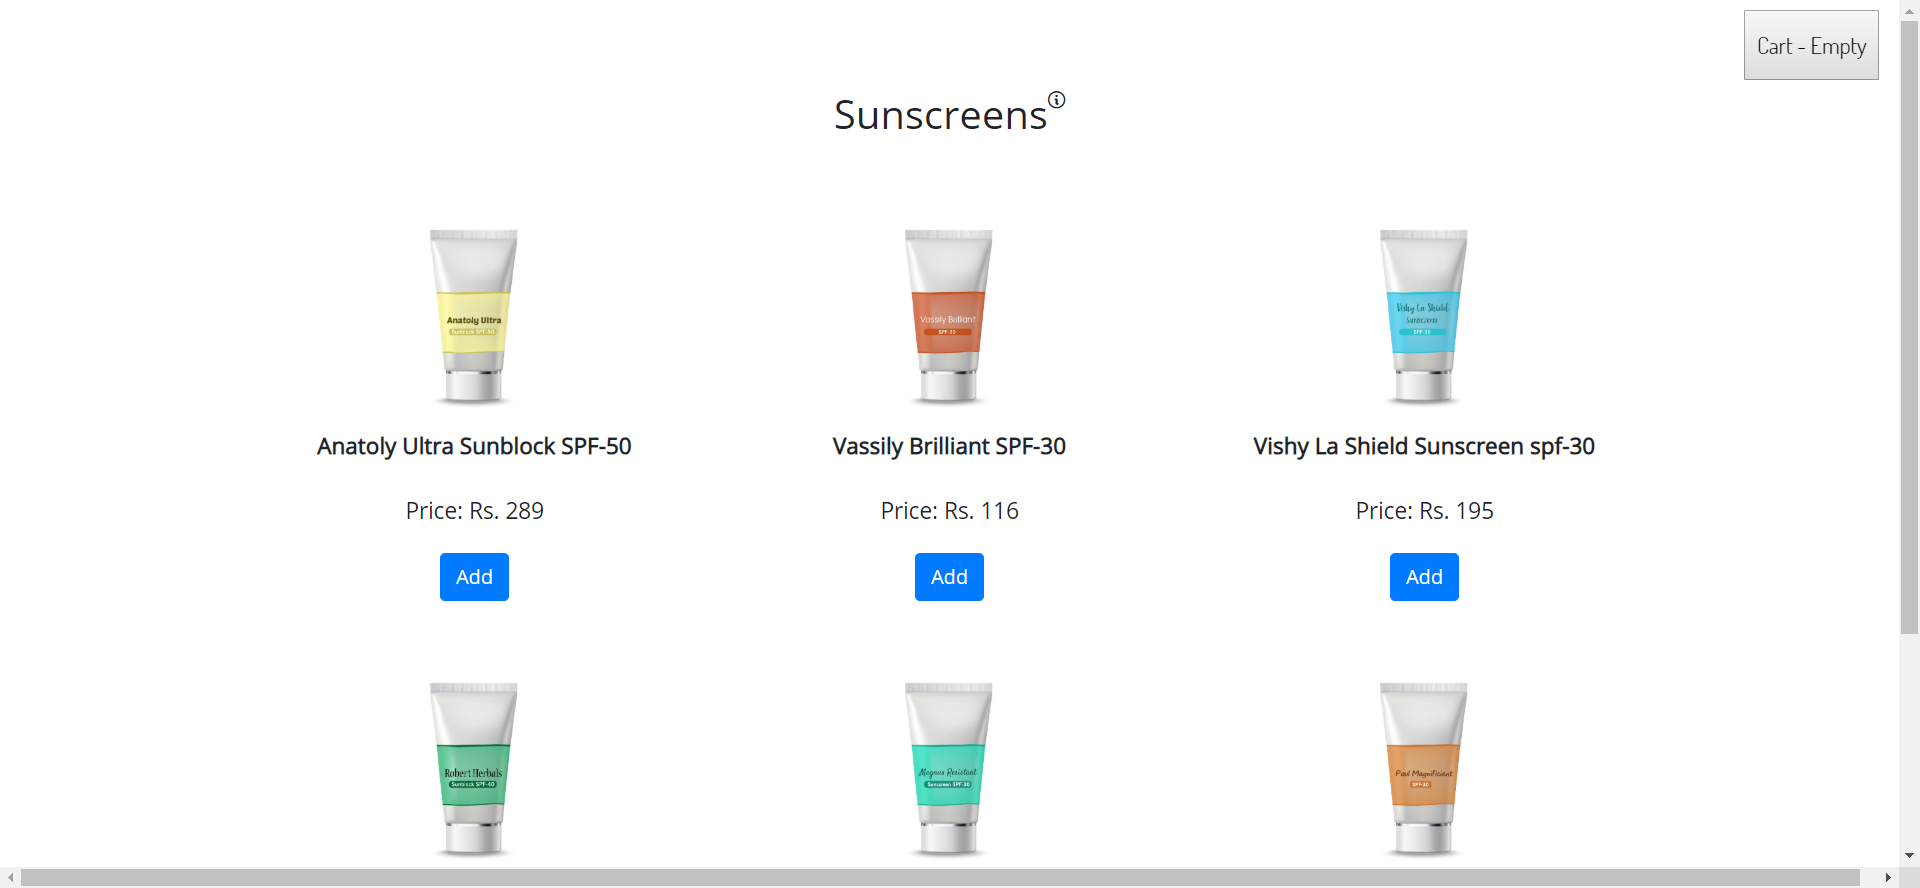 Cart - Empty
Sunscreens
Anatoly Ultra
Sunblock SPF-50
Vassily Brilliant
SPF-30
Vishy La Shield
Sunscreen
SPF-30
Anatoly Ultra Sunblock SPF-50
Vassily Brilliant SPF-30
Vishy La Shield Sunscreen spf-30
Price: Rs. 289
Price: Rs. 116
Price: Rs. 195
Add
Add
Add
Robert Herbals
Sunblock SPF-40
Magnus Resistant
Sunscreen SPF-30
Paul Magnificient
SPF-30